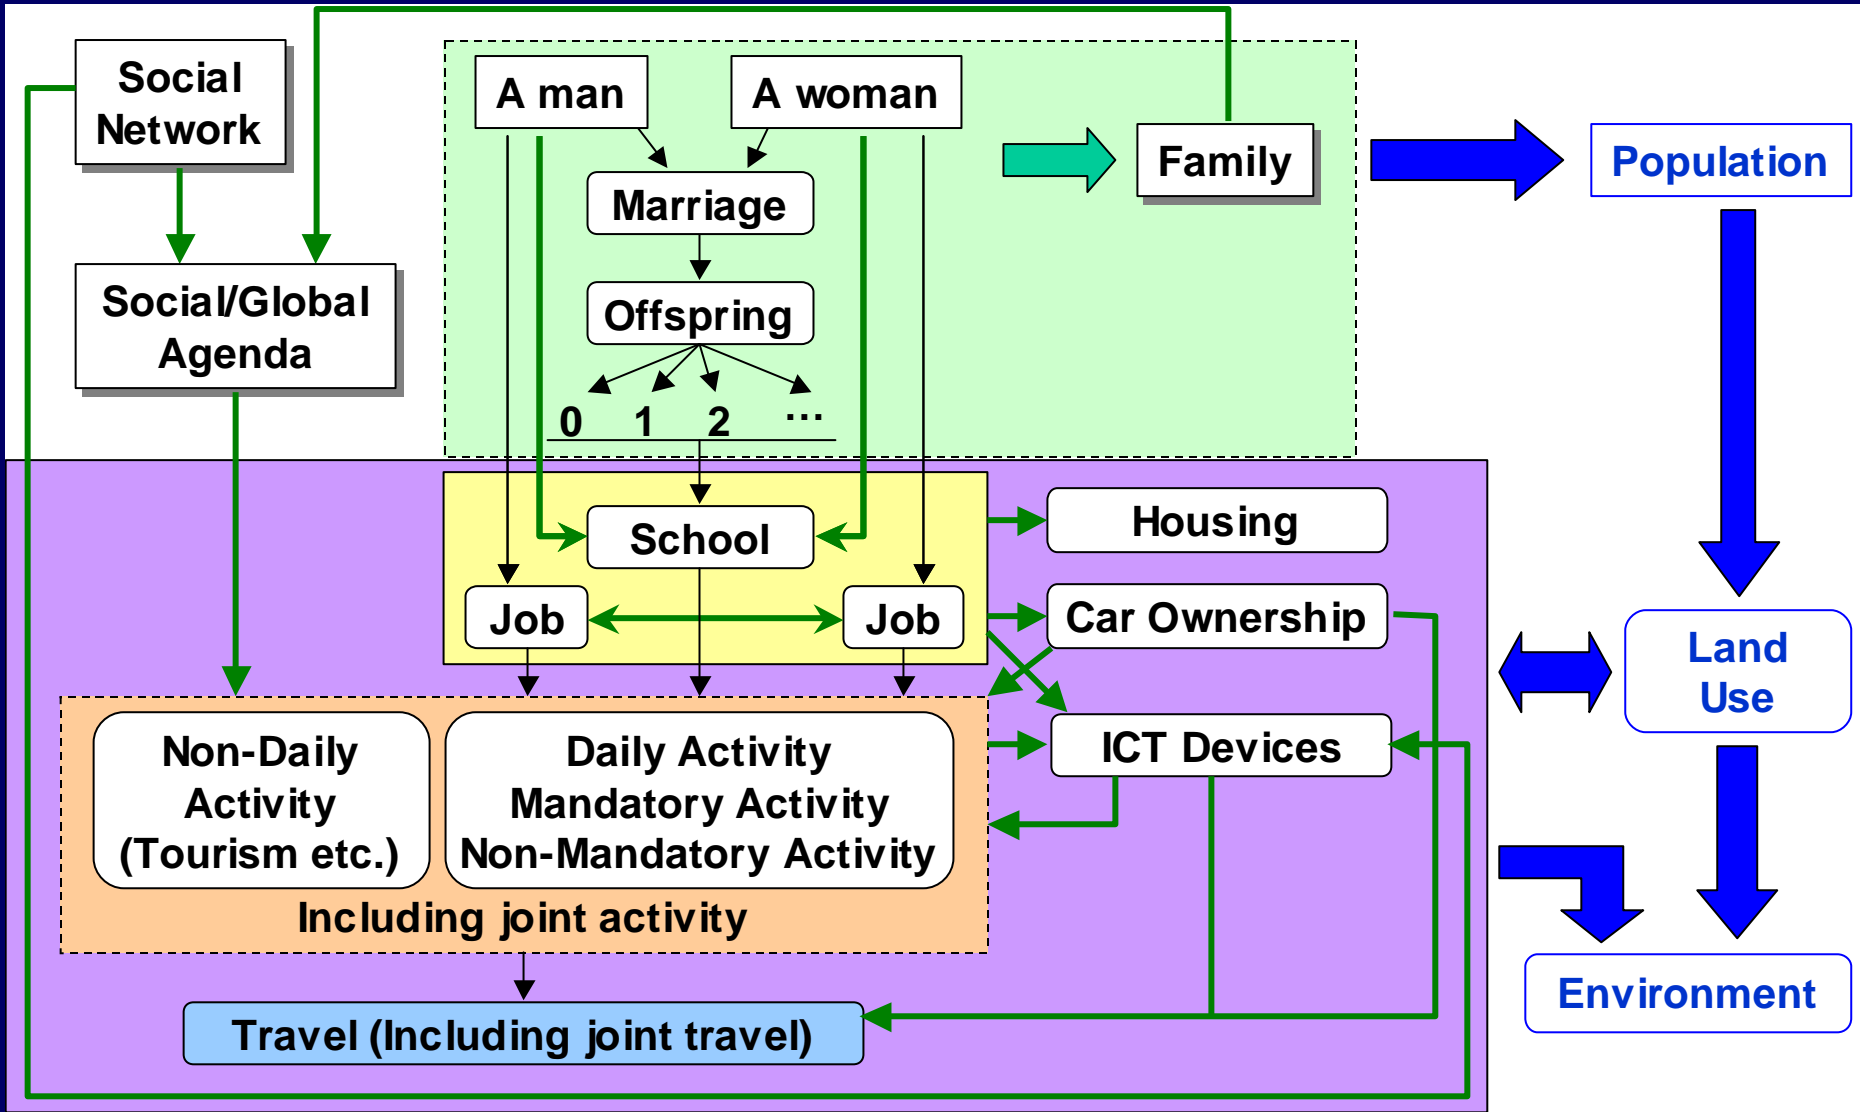 Social
Network
A man
A woman
Family
Population
Marriage
Social/Global
Agenda
Offspring
0 1 2 ...
School
Housing
Job
Job
Car Ownership
Land
Use
Non-Daily
Activity
(Tourism etc.)
Daily Activity
Mandatory Activity
Non-Mandatory Activity
ICT Devices
Including joint activity
Environment
Travel (Including joint travel)